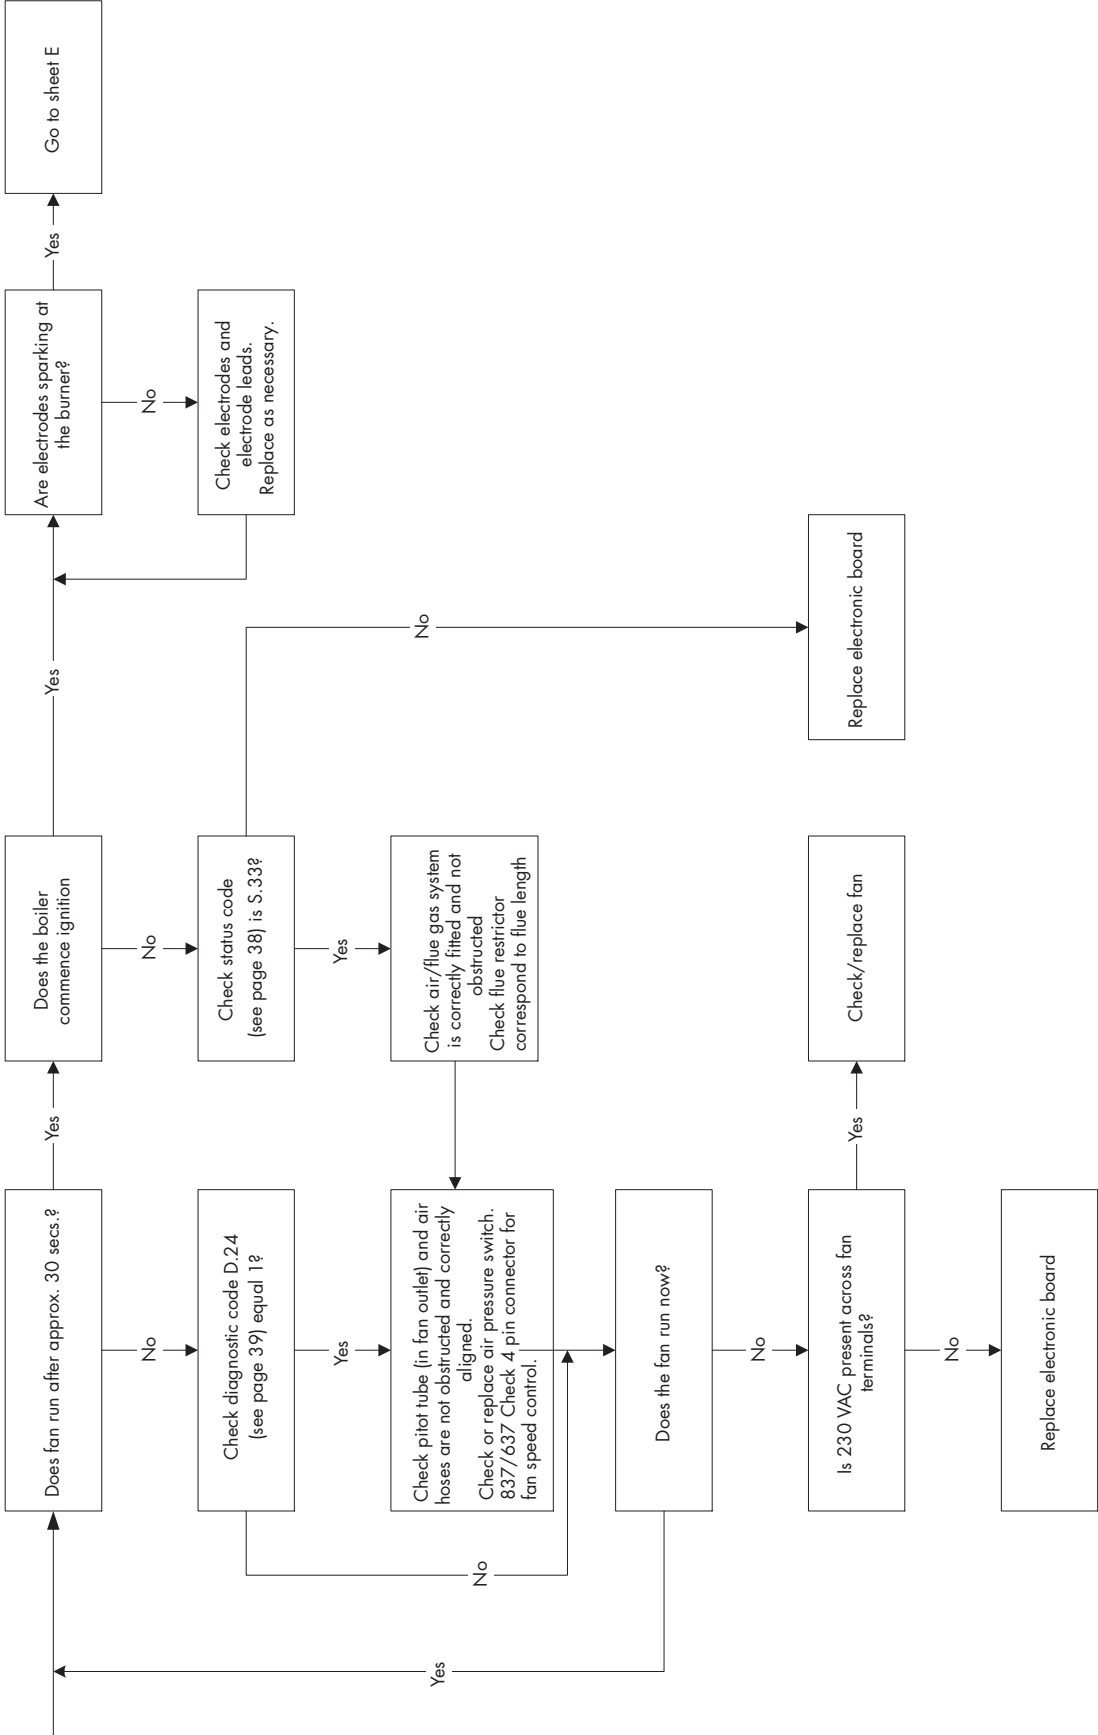 Does fan run after approx. 30 secs.?
Yes
Does the boiler
commence ignition
Yes
Are electrodes sparking at
the burner?
Yes
Go to sheet E
No
No
No
Check diagnostic code D.24
(see page 39) equal 1?
Check status code
(see page 38) is S.33?
Check electrodes and
electrode leads.
Replace as necessary.
Yes
Yes
No
No
Check pitot tube (in fan outlet) and air
hoses are not obstructed and correctly
aligned.
Check or replace air pressure switch.
837/637 Check 4 pin connector for
fan speed control.
Check air/flue gas system
is correctly fitted and not
obstructed
Check flue restrictor
correspond to flue length
Yes
Does the fan run now?
No
Is 230 VAC present across fan
terminals?
Yes
Check/replace fan
Replace electronic board
No
Replace electronic board